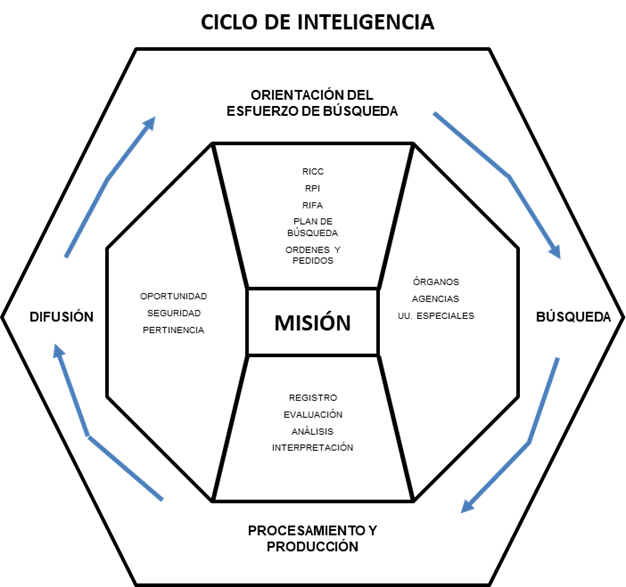 CICLO DE INTELIGENCIA
ORIENTACIÓN DEL
ESFUERZO DE BÚSQUEDA
RICC
RPI
RIFA
PLAN DE
BÚSQUEDA
ORDENES Y
PEDIDOS
DIFUSIÓN
OPORTUNIDAD
SEGURIDAD
PERTINENCIA
MISIÓN
ÓRGANOS
AGENCIAS
UU. ESPECIALES
BÚSQUEDA
REGISTRO
EVALUACIÓN
ANÁLISIS
INTERPRETACIÓN
PROCESAMIENTO Y
PRODUCCIÓN